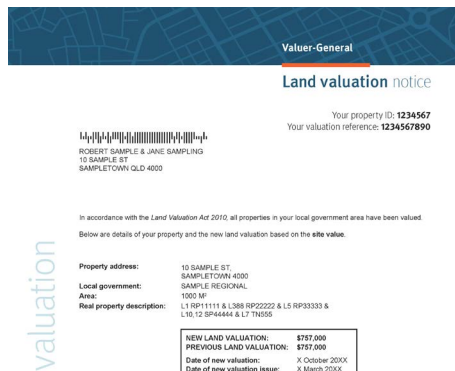 Valuer-General
Land valuation notice
Your property ID: 1234567
Your valuation reference: 1234567890
ROBERT SAMPLE & JANE SAMPLING
10 SAMPLE ST
SAMPLETOWN QLD 4000
In accordance with the Land Valuation Act 2010, all properties in your local government area have been valued.
Below are details of your property and the new land valuation based on the site value.
valuation
Property address: 10 SAMPLE ST,
SAMPLETOWN 4000
Local government: SAMPLE REGIONAL
Area: 1000 M²
Real property description: L1 RP11111 & L388 RP22222 & L5 RP33333 &
L10,12 SP44444 & L7 TN555
NEW LAND VALUATION: $757,000
PREVIOUS LAND VALUATION: $757,000
Date of new valuation: X October 20XX
Date of new valuation issue: X March 20XX